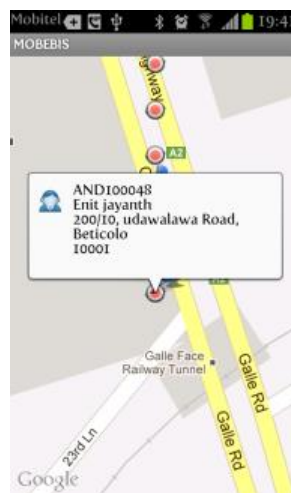 Mobitel 19:4
MOBEBIS
ghway
A2
AND100048
Enit jayanth
200/10, udawalawa Road,
Beticolo
10001
Galle Face
Railway Tunnel
Galle Rd
23rd Ln
Galle Rd
Google